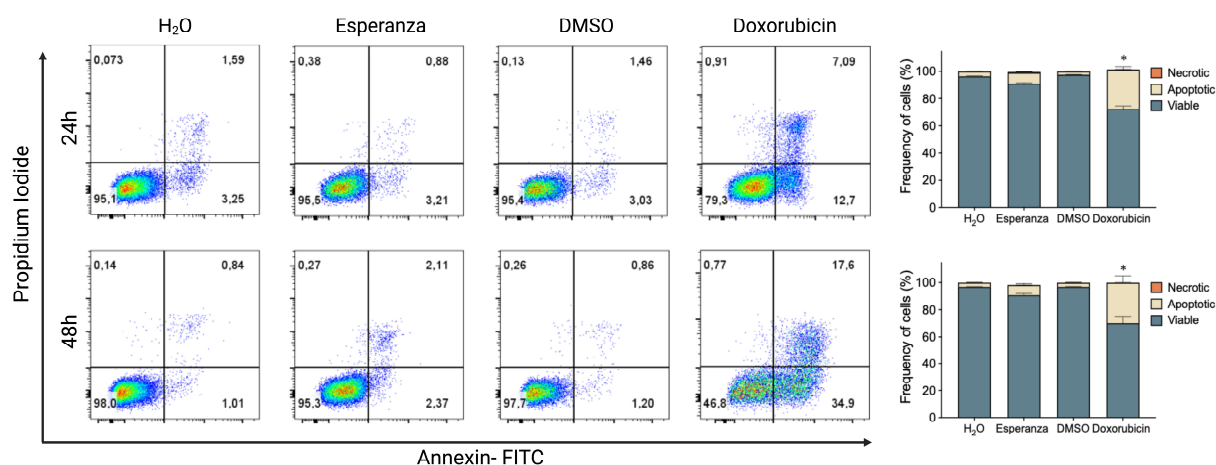 H₂O Esperanza DMSO Doxorubicin
Propidium Iodide
24h
0,073 1,59
95,1 3,25
0,38 0,88
95,5 3,21
0,13 1,46
95,4 3,03
0,91 7,09
79,3 12,7
48h
0,14 0,84
98,0 1,01
0,27 2,11
95,3 2,37
0,26 0,86
97,7 1,20
0,77 17,6
46,8 34,9
Annexin- FITC
Frequency of cells (%)
100
80
60
40
20
0
H₂O Esperanza DMSO Doxorubicin
*
Necrotic
Apoptotic
Viable
Frequency of cells (%)
100
80
60
40
20
0
H₂O Esperanza DMSO Doxorubicin
*
Necrotic
Apoptotic
Viable